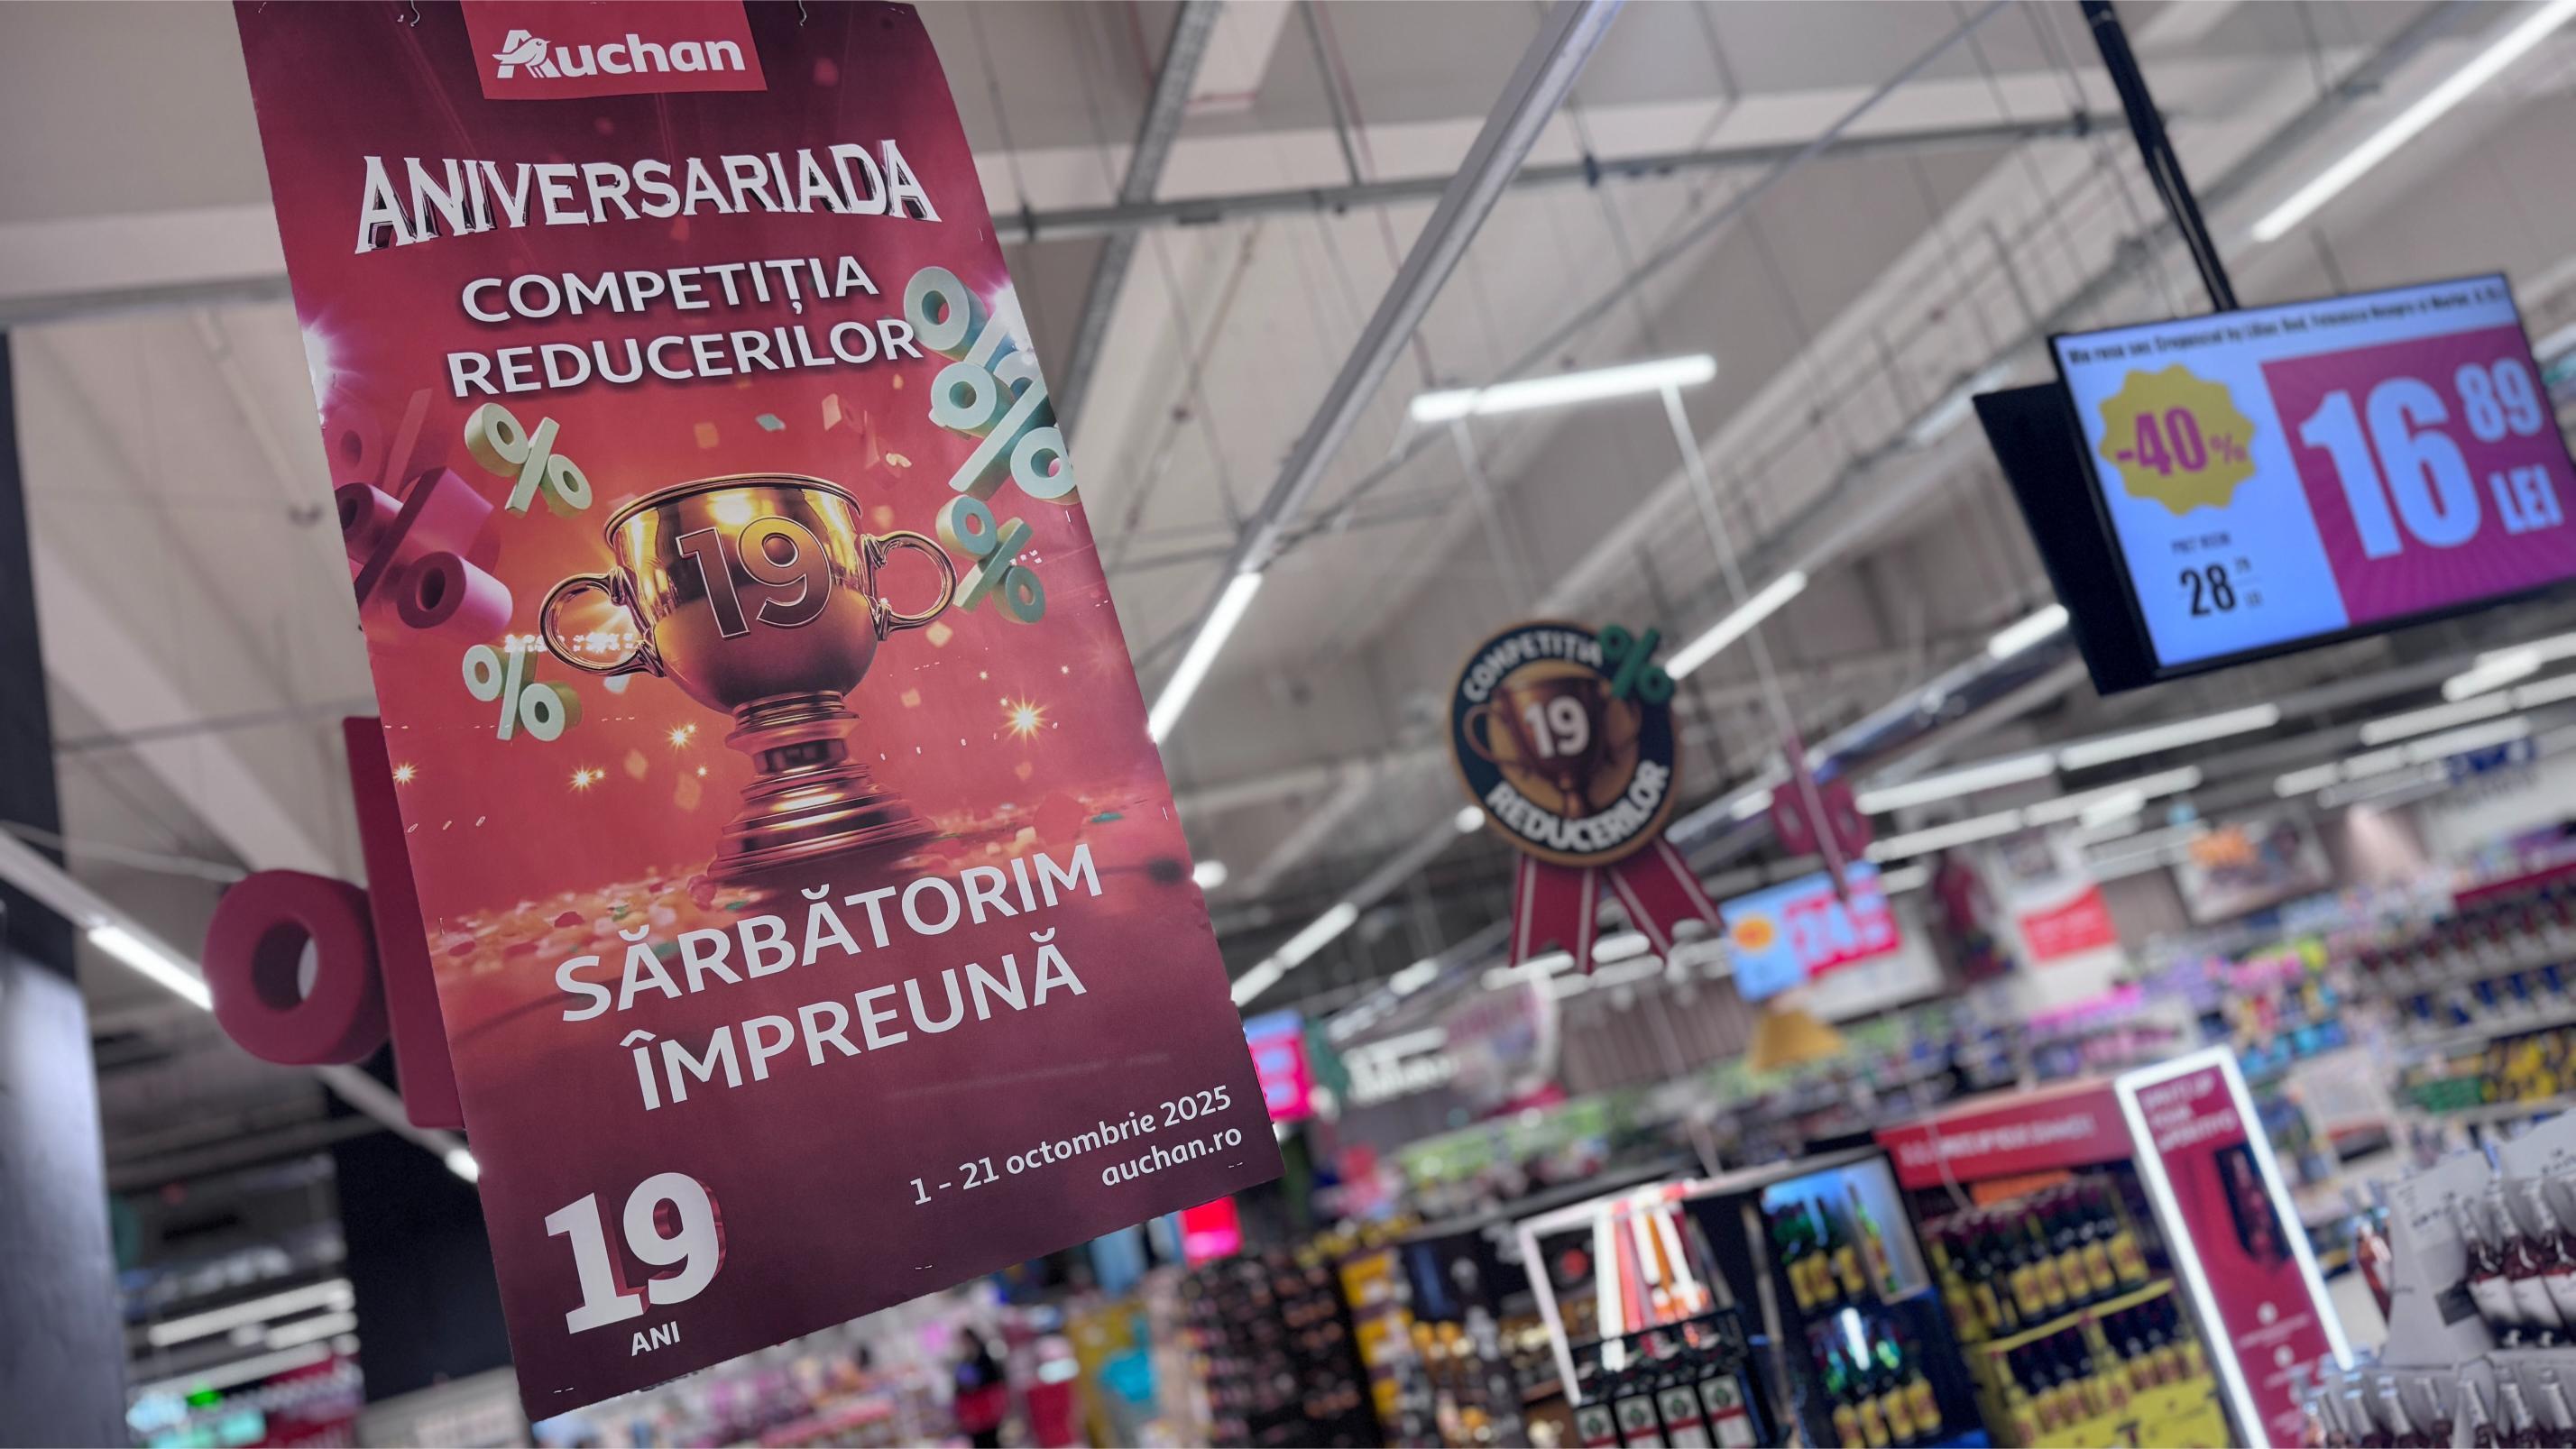 Auchan
ANIVERSARIADA
COMPETIȚIA
REDUCERILOR
19
SĂRBĂTORIM
ÎMPREUNĂ
1 - 21 octombrie 2025
auchan.ro
19
ANI
COMPETIȚIA %
19
REDUCERILOR
-40%
28
16 89
LEI